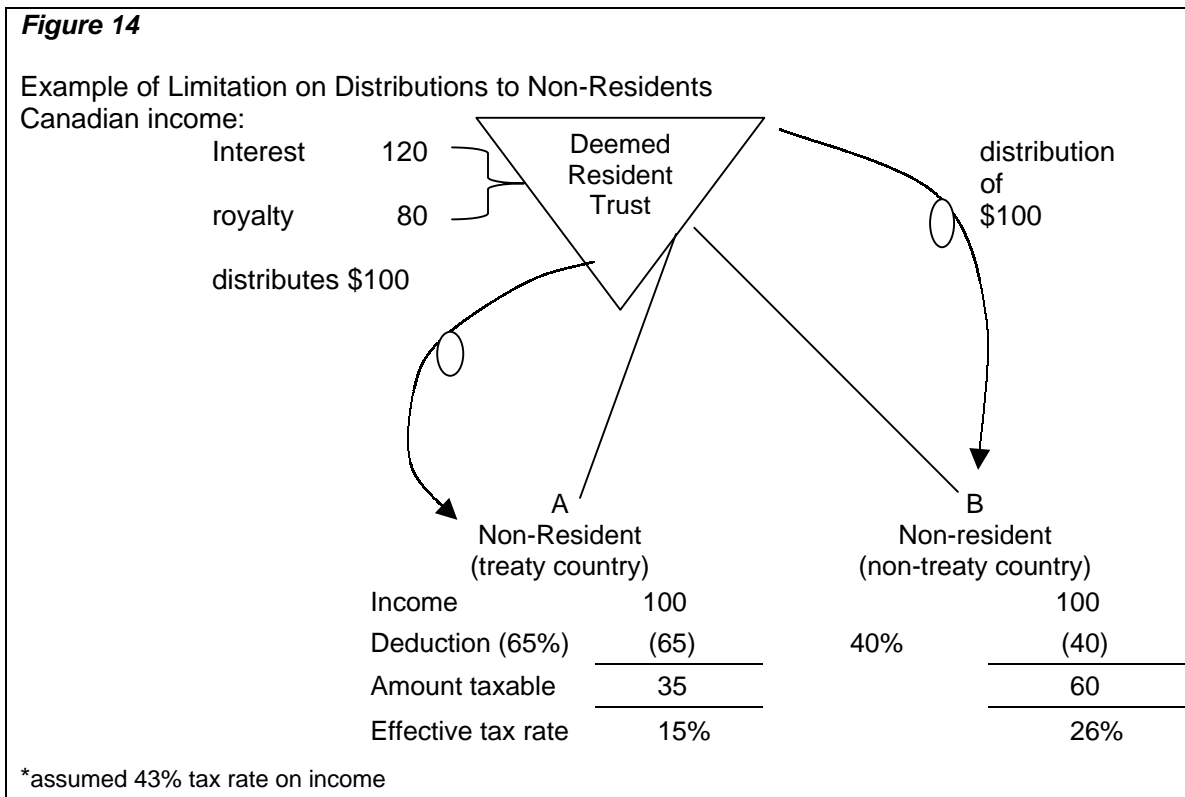 Figure 14
Example of Limitation on Distributions to Non-Residents
Canadian income:
Interest 120
royalty 80
distributes $100
Deemed
Resident
Trust
distribution
of
$100
A
Non-Resident
(treaty country)
B
Non-resident
(non-treaty country)
Income 100 100
Deduction (65%) (65) 40% (40)
Amount taxable 35 60
Effective tax rate 15% 26%
*assumed 43% tax rate on income